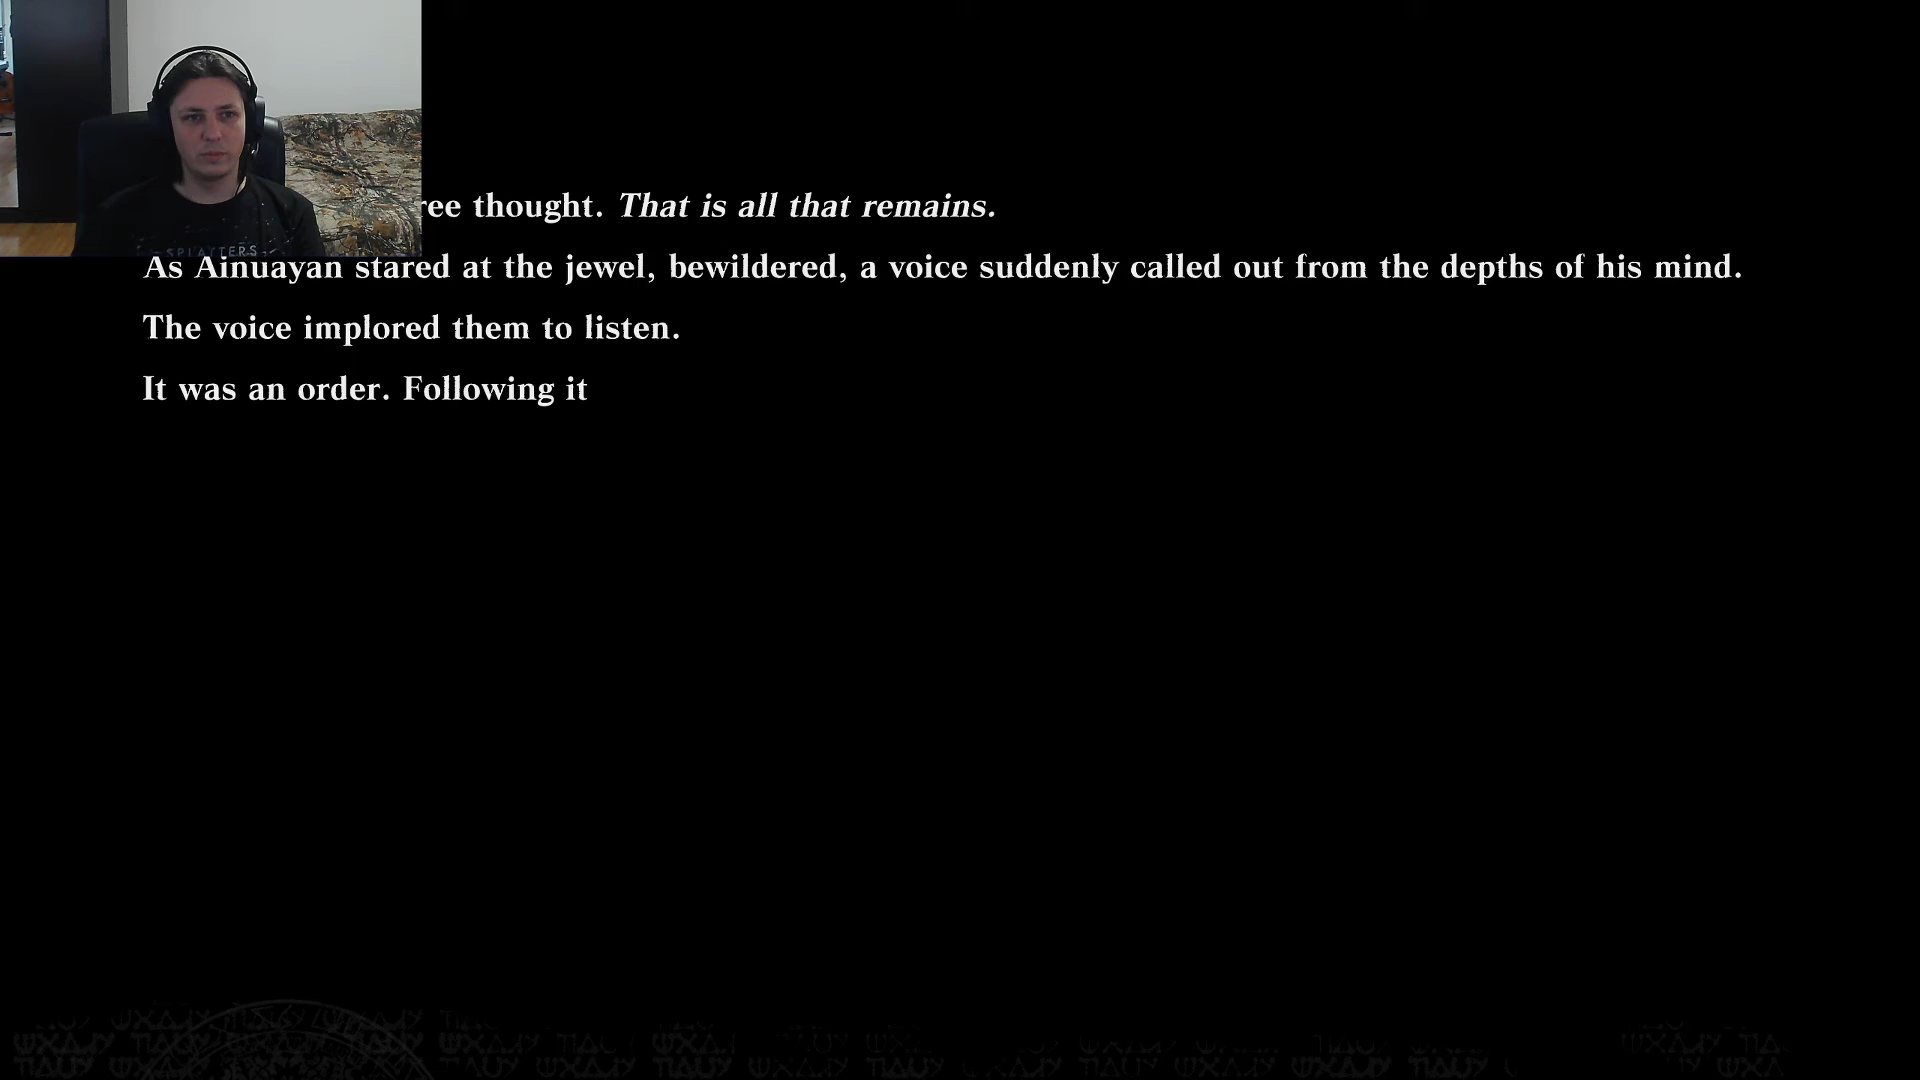 thought. That is all that remains.
SPLATTERS
As Ainuayan stared at the jewel, bewildered, a voice suddenly called out from the depths of his mind.
The voice implored them to listen.
It was an order. Following it